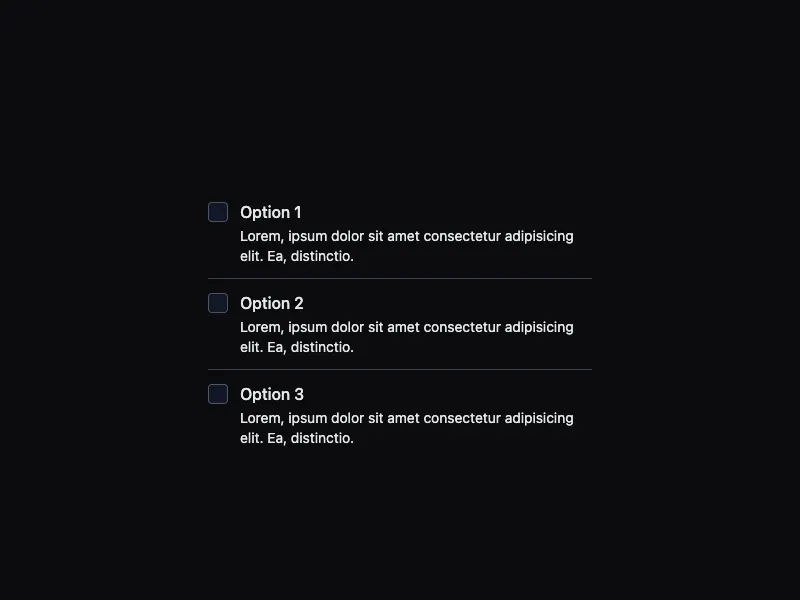 Option 1
Lorem, ipsum dolor sit amet consectetur adipisicing
elit. Ea, distinctio.
Option 2
Lorem, ipsum dolor sit amet consectetur adipisicing
elit. Ea, distinctio.
Option 3
Lorem, ipsum dolor sit amet consectetur adipisicing
elit. Ea, distinctio.